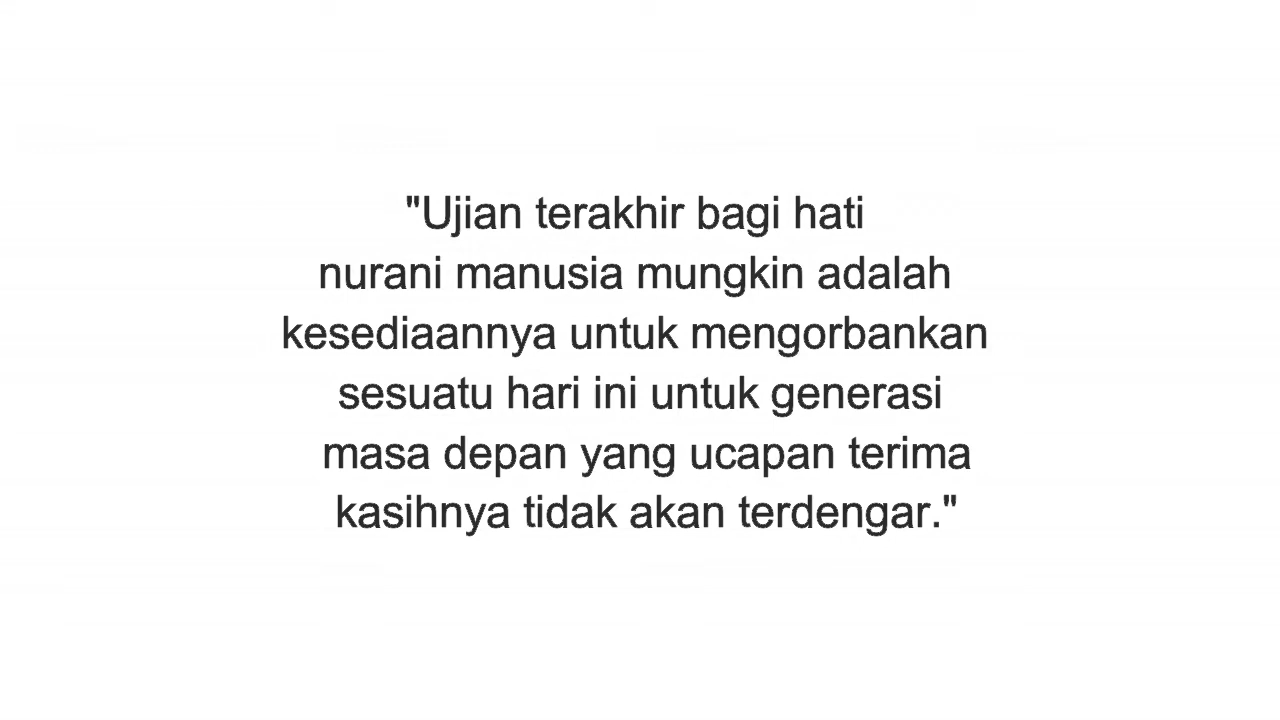 "Ujian terakhir bagi hati
nurani manusia mungkin adalah
kesediaannya untuk mengorbankan
sesuatu hari ini untuk generasi
masa depan yang ucapan terima
kasihnya tidak akan terdengar."